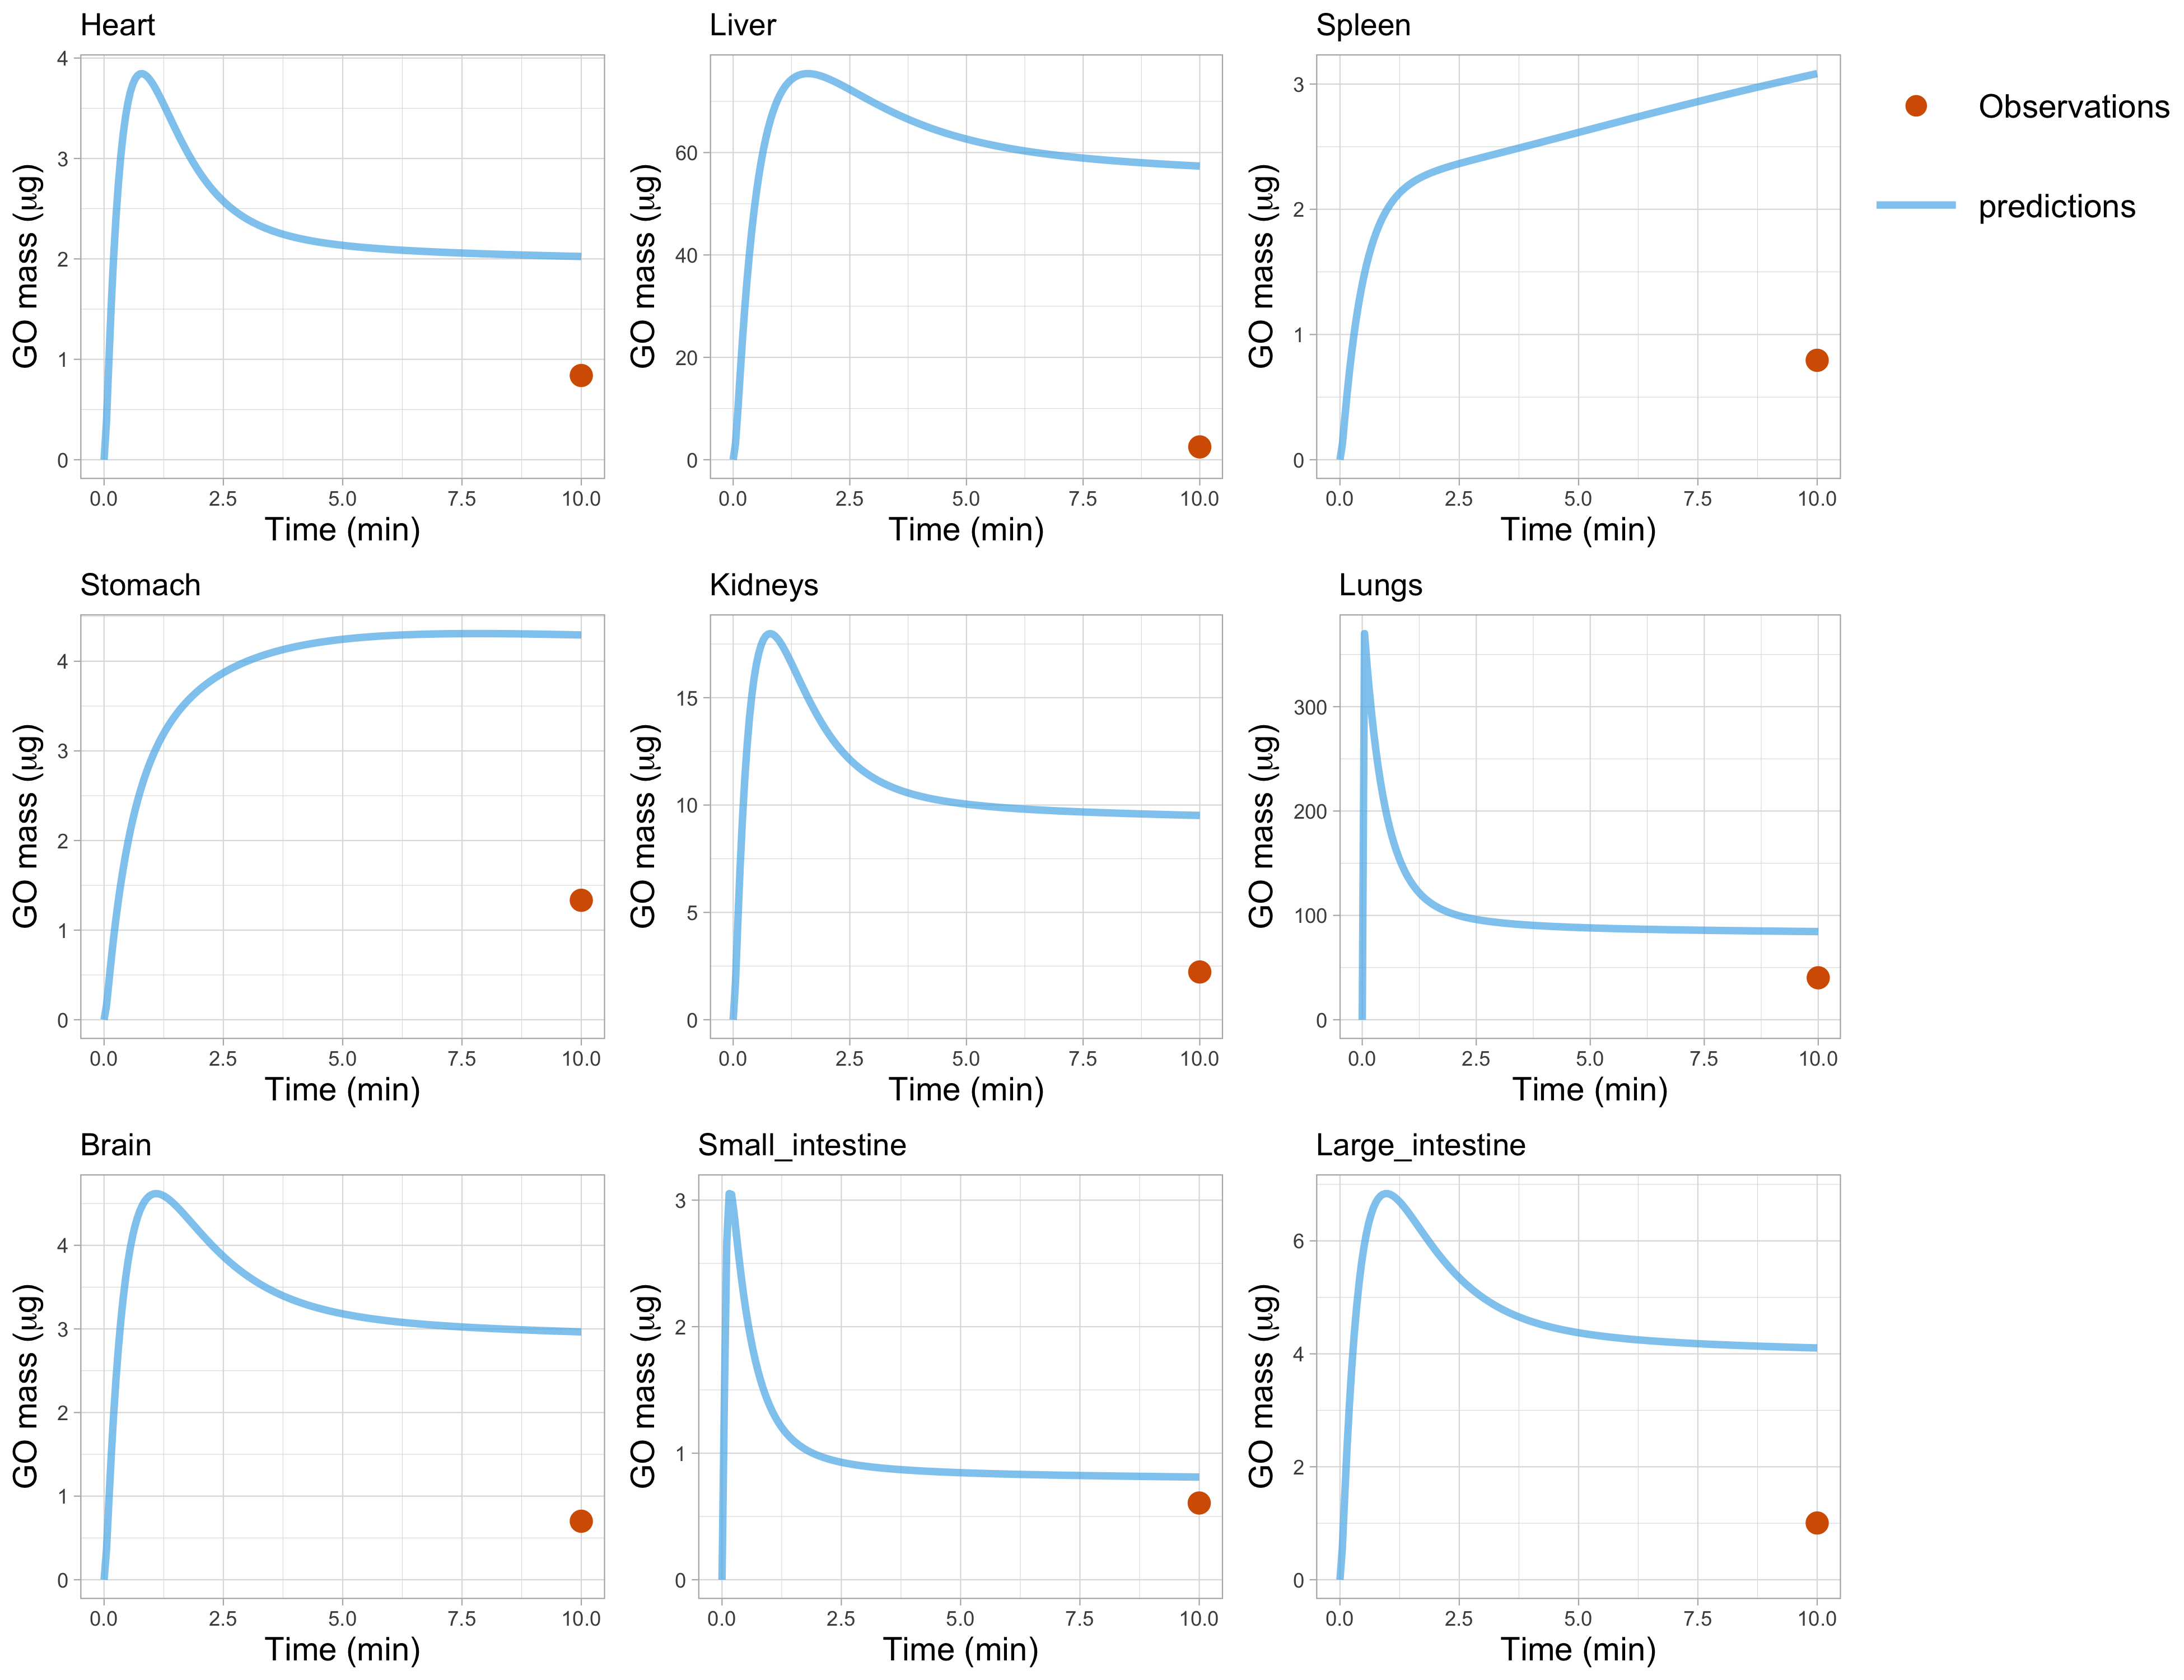 Heart
4
3
2
1
0
GO mass (µg)
0.0 2.5 5.0 7.5 10.0
Time (min)
Liver
60
40
20
0
GO mass (µg)
0.0 2.5 5.0 7.5 10.0
Time (min)
Spleen
3
2
1
0
GO mass (µg)
0.0 2.5 5.0 7.5 10.0
Time (min)
Observations
predictions
Stomach
4
3
2
1
0
GO mass (µg)
0.0 2.5 5.0 7.5 10.0
Time (min)
Kidneys
15
10
5
0
GO mass (µg)
0.0 2.5 5.0 7.5 10.0
Time (min)
Lungs
300
200
100
0
GO mass (µg)
0.0 2.5 5.0 7.5 10.0
Time (min)
Brain
4
3
2
1
0
GO mass (µg)
0.0 2.5 5.0 7.5 10.0
Time (min)
Small_intestine
3
2
1
0
GO mass (µg)
0.0 2.5 5.0 7.5 10.0
Time (min)
Large_intestine
6
4
2
0
GO mass (µg)
0.0 2.5 5.0 7.5 10.0
Time (min)